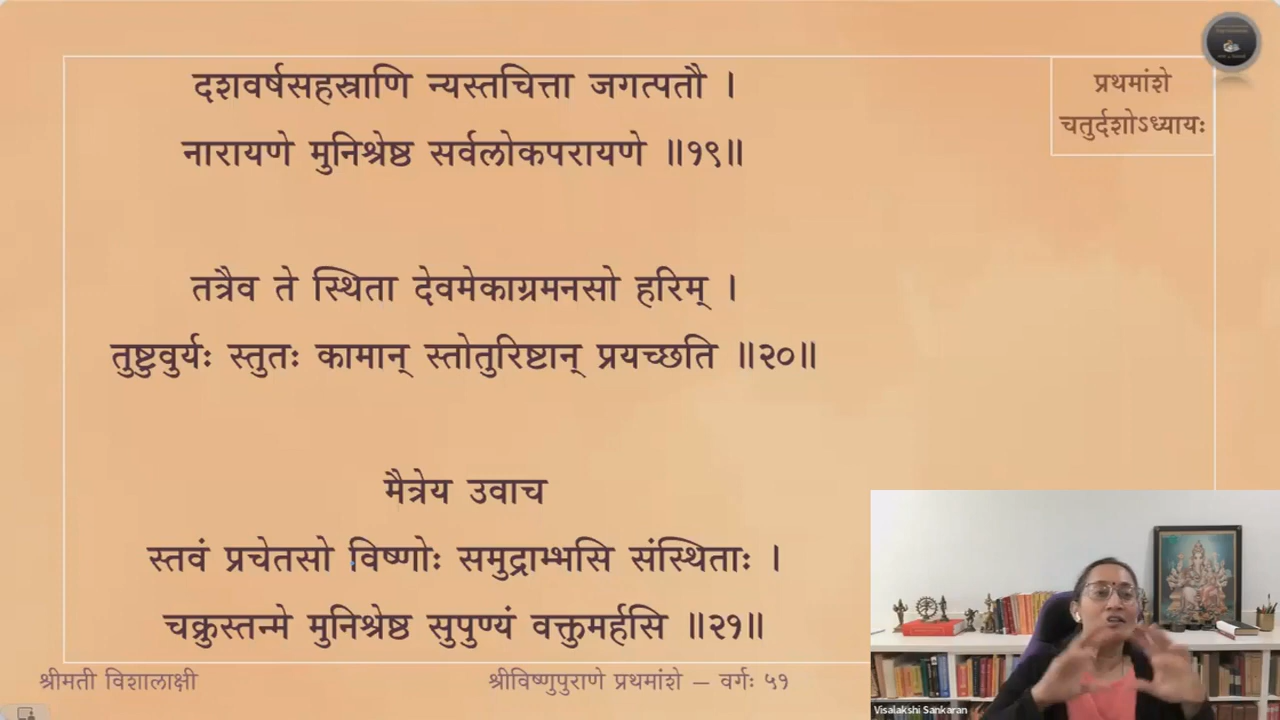 दशवर्षसहस्राणि न्यस्तचित्ता जगत्पतौ ।
नारायणे मुनिश्रेष्ठ सर्वलोकपरायणे ॥१९॥
प्रथमांशे
चतुर्दशोऽध्यायः
तत्रैव ते स्थिता देवमेकाग्रमनसो हरिम् ।
तुष्टुवुर्यः स्तुतः कामान् स्तोतुरिष्टान् प्रयच्छति ॥२०॥
मैत्रेय उवाच
स्तवं प्रचेतसो विष्णोः समुद्राम्भसि संस्थिताः ।
चक्रुस्तन्मे मुनिश्रेष्ठ सुपुण्यं वक्तुमर्हसि ॥२१॥
श्रीमती विशालाक्षी
श्रीविष्णुपुराणे प्रथमांशे – वर्गः ५१
Visalakshi Sankaran